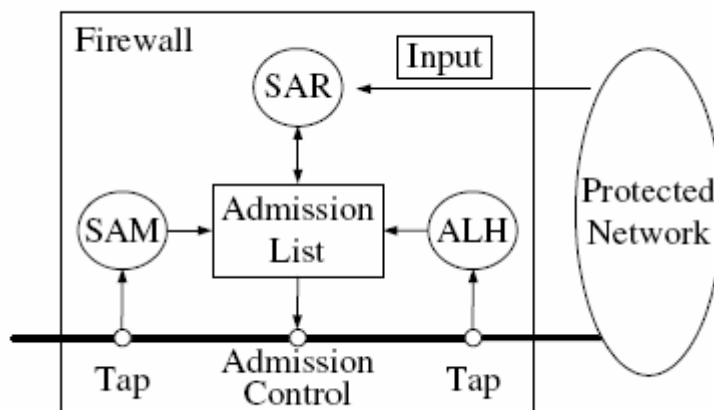 Firewall
Input
SAR
Protected
Network
SAM
Admission
List
ALH
Tap
Admission
Control
Tap